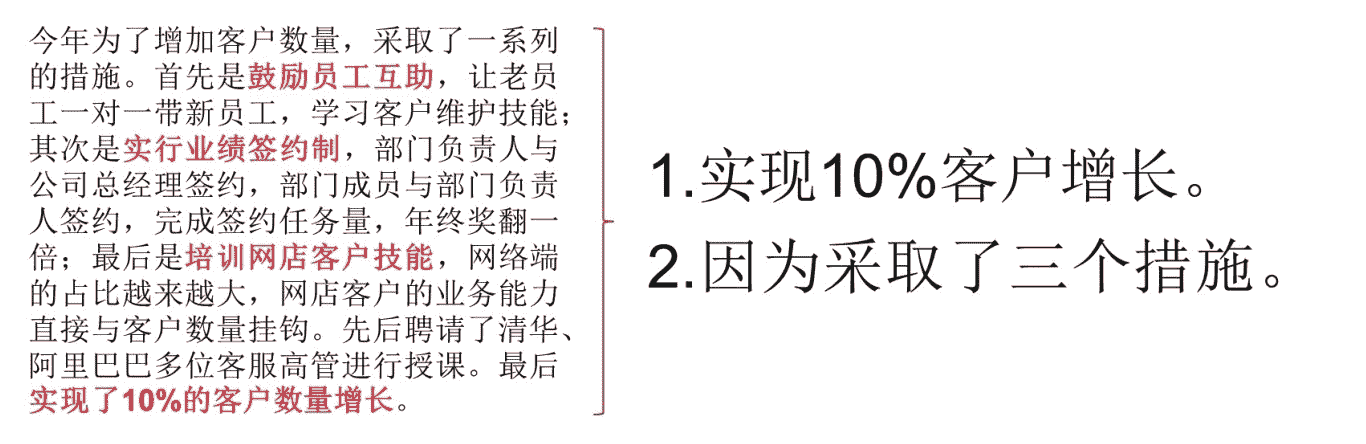 今年为了增加客户数量，采取了一系列
的措施。首先是鼓励员工互助，让老员
工一对一带新员工，学习客户维护技能；
其次是实行业绩签约制，部门负责人与
公司总经理签约，部门成员与部门负责
人签约，完成签约任务量，年终奖翻一
倍；最后是培训网店客户技能，网络端
的占比越来越大，网店客户的业务能力
直接与客户数量挂钩。先后聘请了清华、
阿里巴巴多位客服高管进行授课。最后
实现了10%的客户数量增长。
1.实现10%客户增长。
2.因为采取了三个措施。